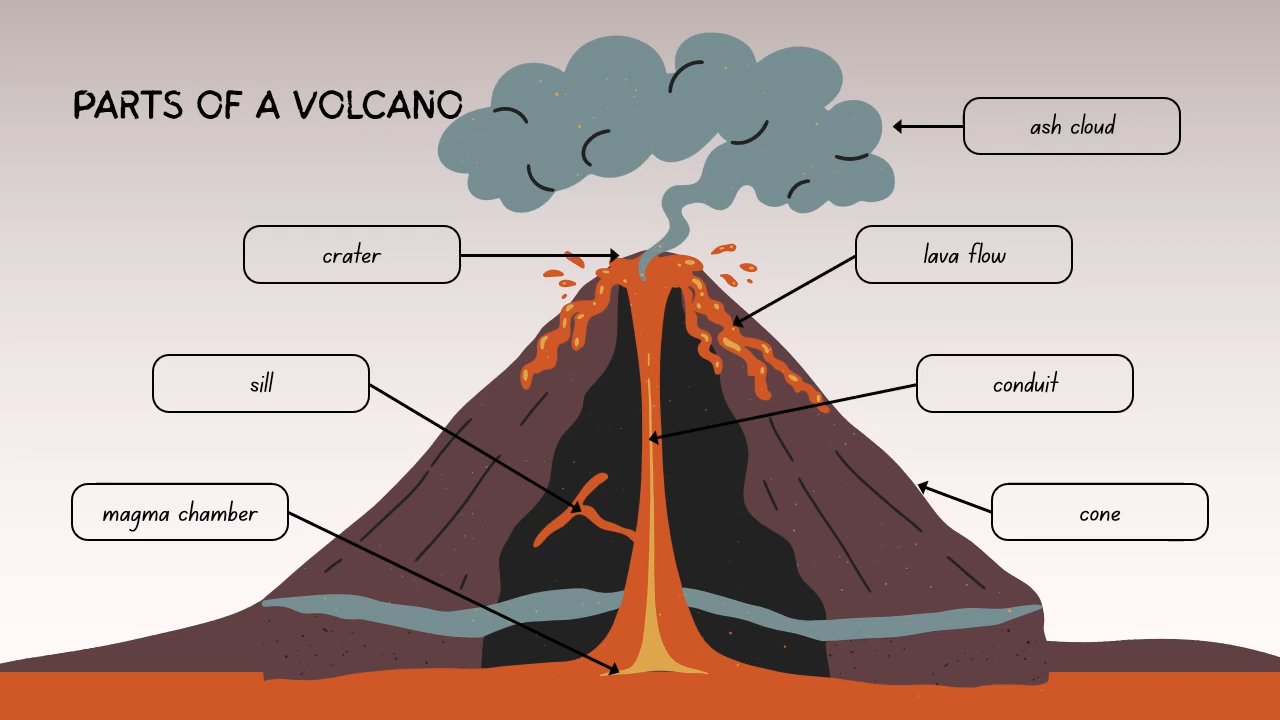 PARTS OF A VOLCANO
ash cloud
crater
lava flow
sill
conduit
magma chamber
cone